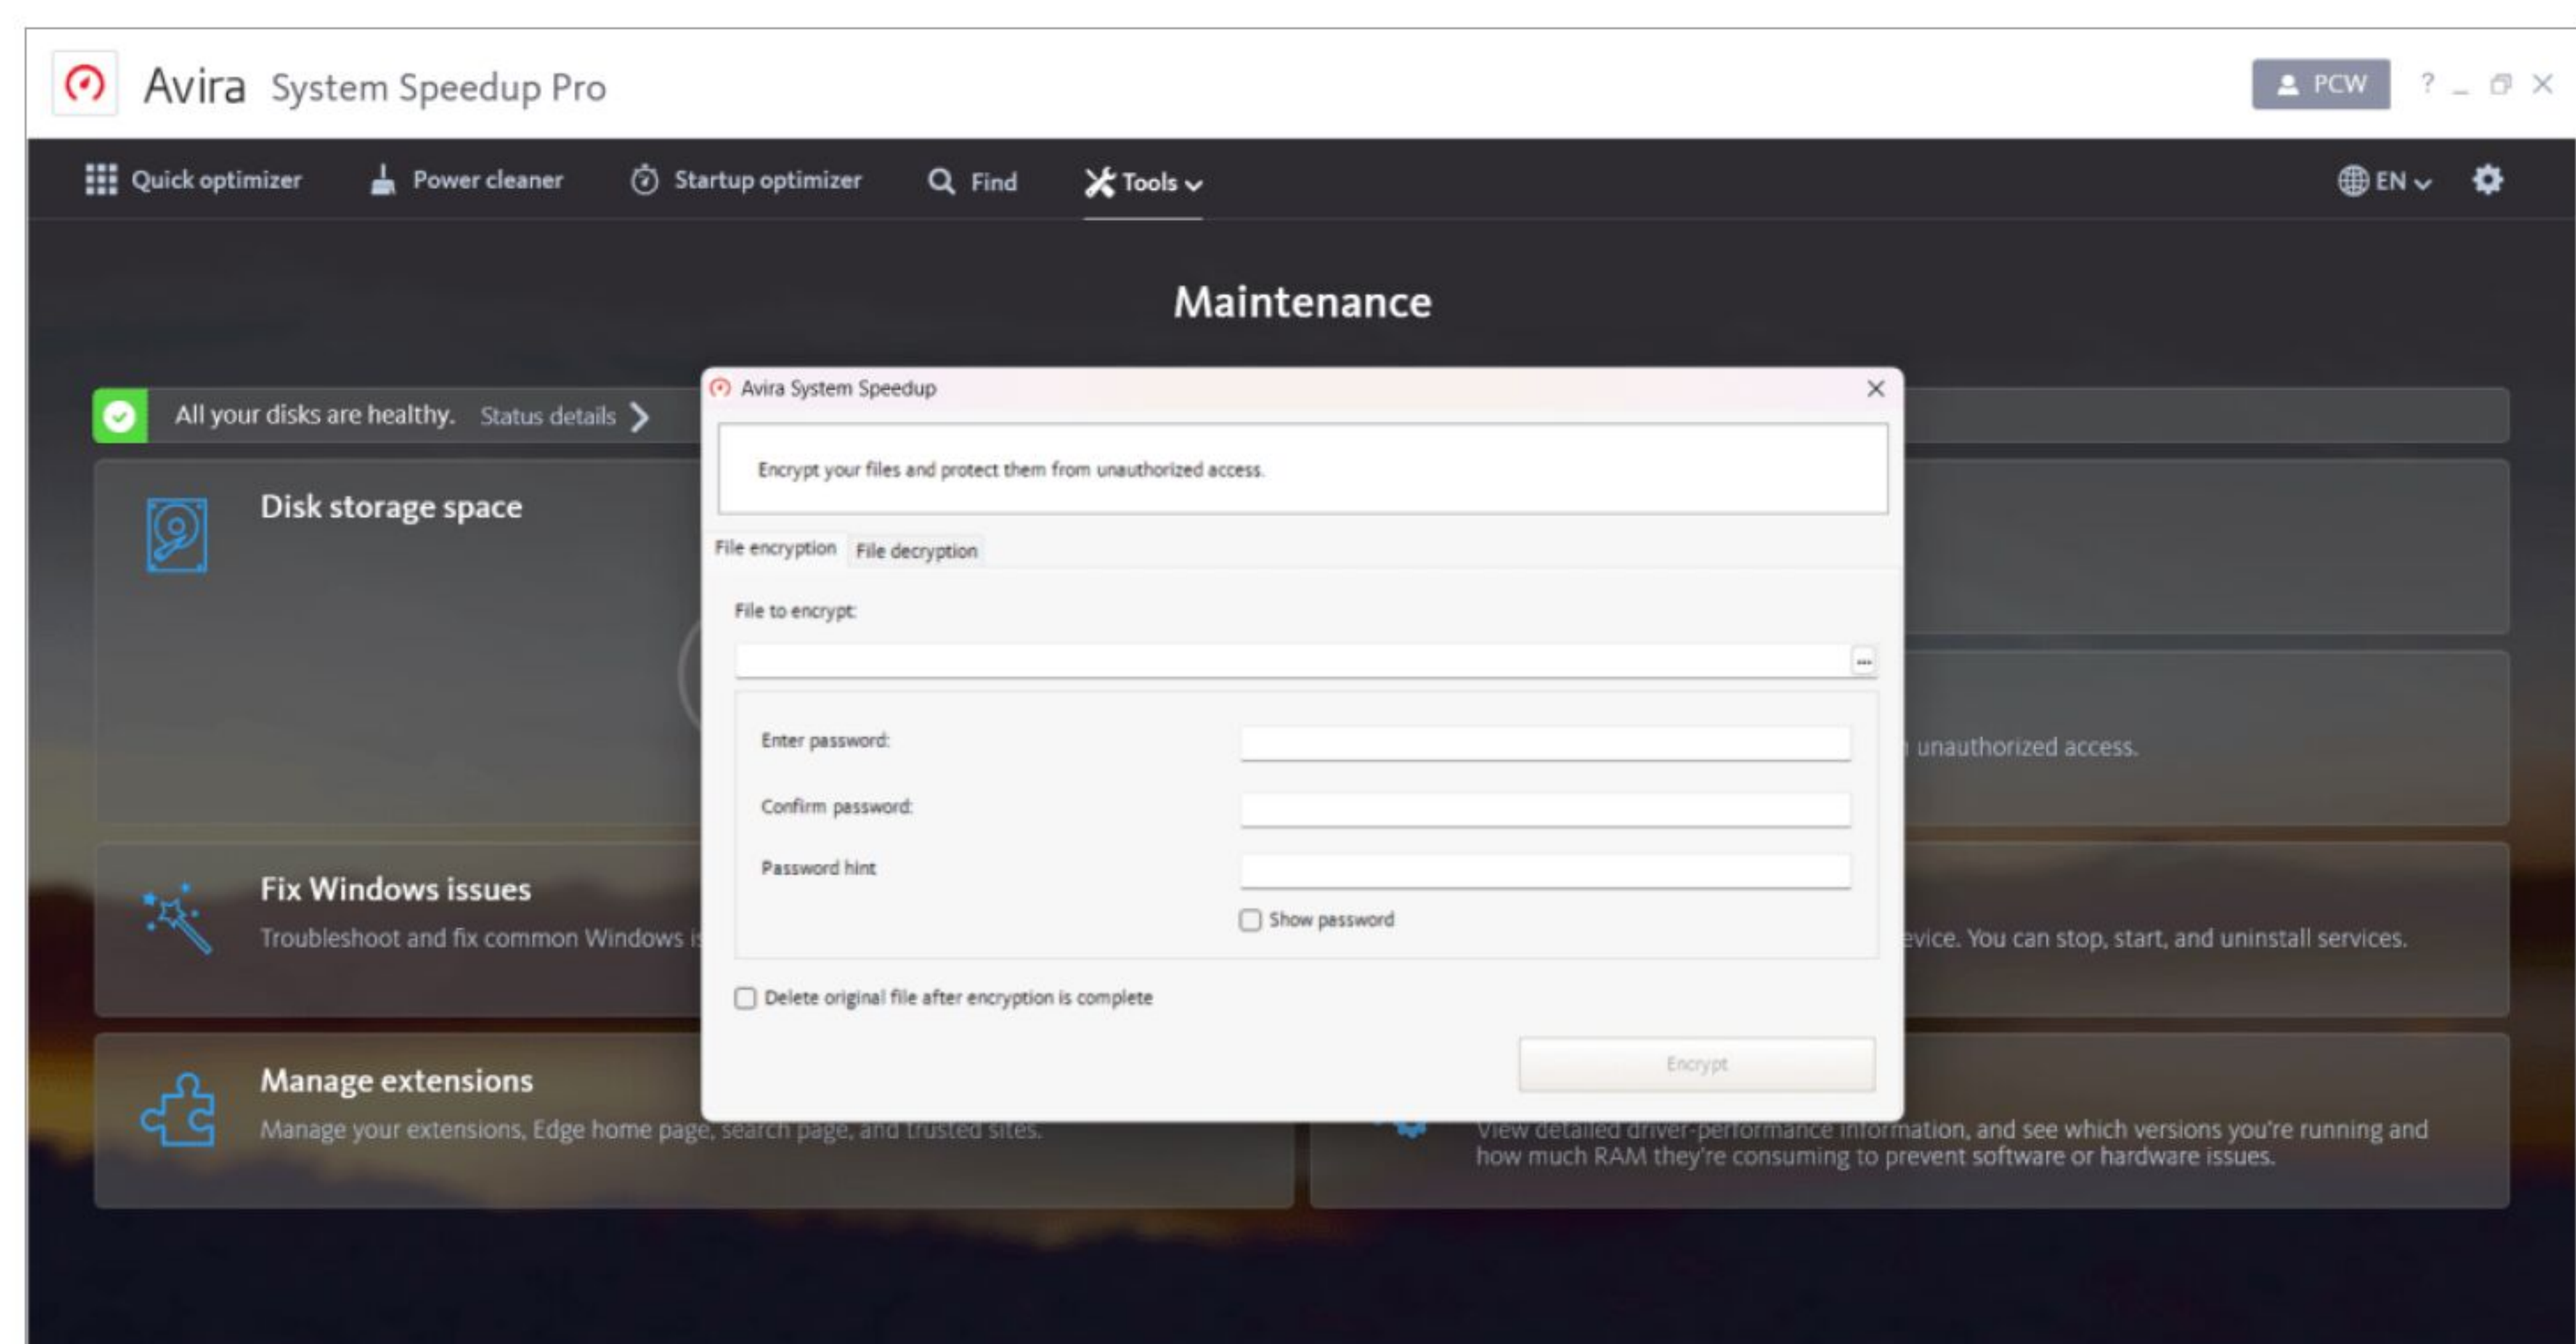 Avira System Speedup Pro
PCW ?
Quick optimizer Power cleaner Startup optimizer Find Tools EN
Maintenance
All your disks are healthy. Status details
Disk storage space
Avira System Speedup
Encrypt your files and protect them from unauthorized access.
File encryption File decryption
File to encrypt:
...
Enter password:
Confirm password:
Password hint
Show password
Delete original file after encryption is complete
Encrypt
unauthorized access.
Fix Windows issues
Troubleshoot and fix common Windows
evice. You can stop, start, and uninstall services.
Manage extensions
Manage your extensions, Edge home page, search page, and trusted sites.
View detailed driver-performance information, and see which versions you're running and
how much RAM they're consuming to prevent software or hardware issues.